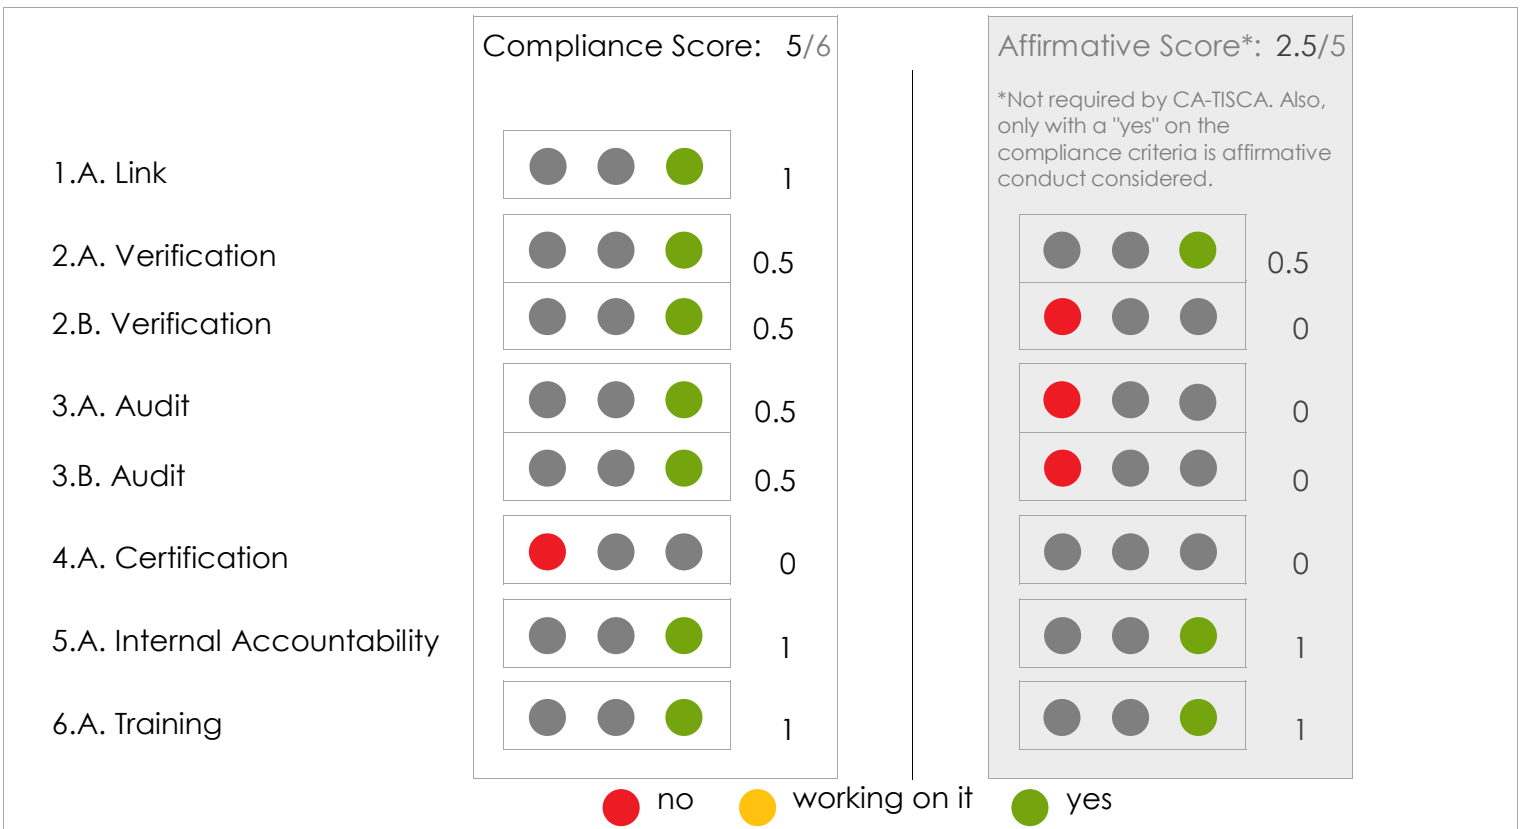 Compliance Score: 5/6
Affirmative Score*: 2.5/5
*Not required by CA-TISCA. Also,
only with a "yes" on the
compliance criteria is affirmative
conduct considered.
1.A. Link 1
2.A. Verification 0.5 0.5
2.B. Verification 0.5 0
3.A. Audit 0.5 0
3.B. Audit 0.5 0
4.A. Certification 0 0
5.A. Internal Accountability 1 1
6.A. Training 1 1
no working on it yes